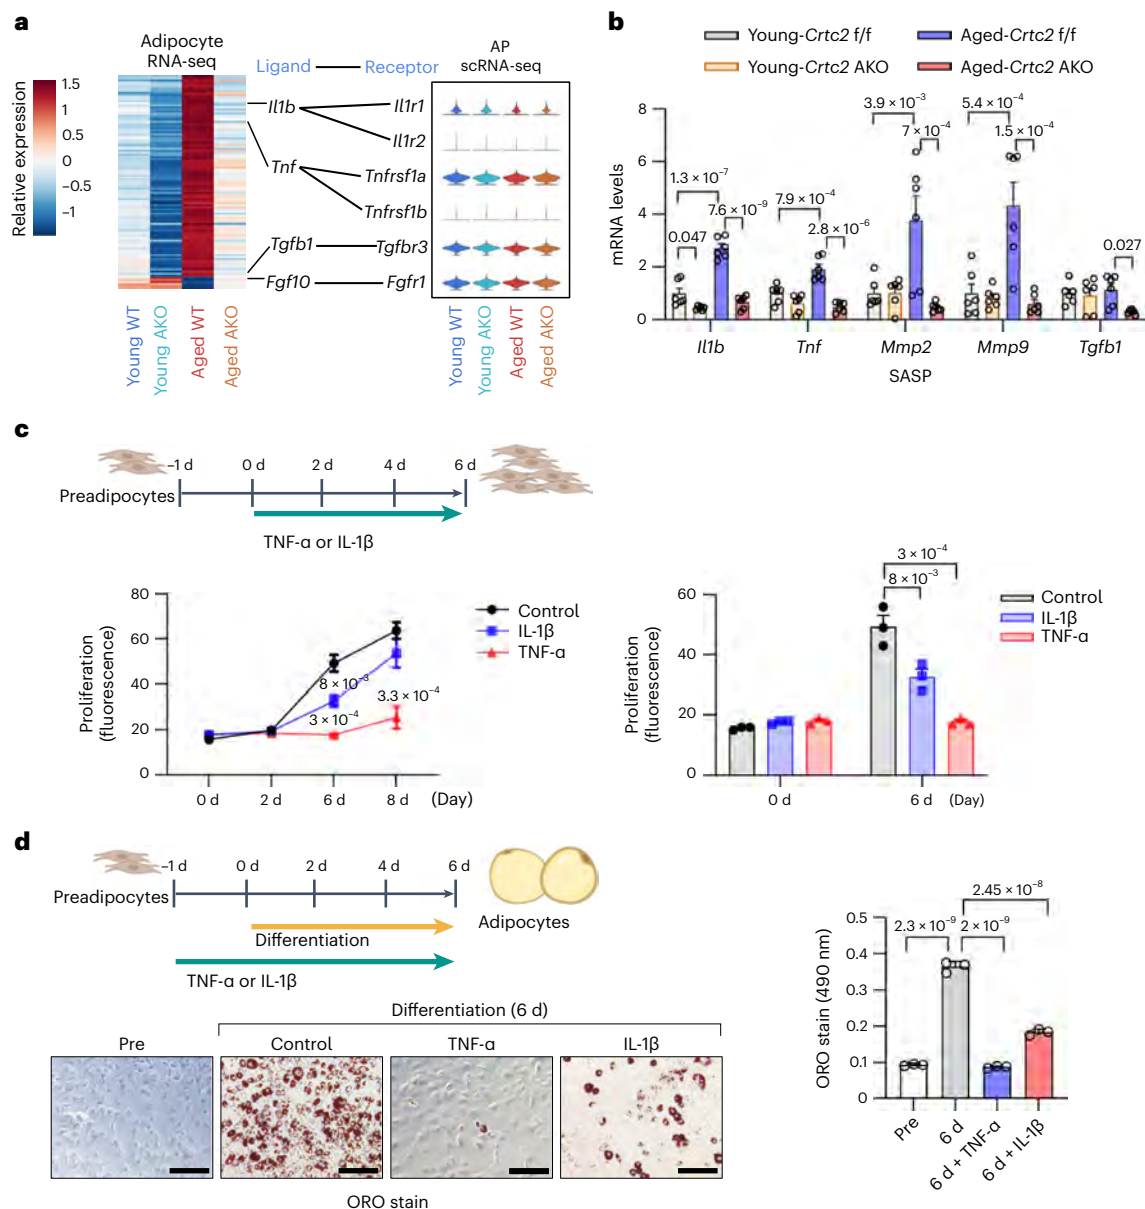 a
Adipocyte
RNA-seq
Relative expression
1.5
1
0.5
0
−0.5
−1
Ligand
Receptor
Il1b
Tnf
Tgfb1
Fgf10
Il1r1
Il1r2
Tnfrsf1a
Tnfrsf1b
Tgfbr3
Fgfr1
AP
scRNA-seq
Young WT
Young AKO
Aged WT
Aged AKO
Young WT
Young AKO
Aged WT
Aged AKO
b
Young-Crtc2 f/f
Aged-Crtc2 f/f
Young-Crtc2 AKO
Aged-Crtc2 AKO
mRNA levels
8
6
4
2
0
0.047
1.3 × 10⁻⁷
7.6 × 10⁻⁹
7.9 × 10⁻⁴
2.8 × 10⁻⁶
3.9 × 10⁻³
7 × 10⁻⁴
5.4 × 10⁻⁴
1.5 × 10⁻⁴
0.027
Il1b
Tnf
Mmp2
Mmp9
Tgfb1
SASP
c
−1 d
0 d
2 d
4 d
6 d
Preadipocytes
TNF-α or IL-1β
Proliferation
(fluorescence)
80
60
40
20
0
8 × 10⁻³
3 × 10⁻⁴
3.3 × 10⁻⁴
0 d
2 d
6 d
8 d
(Day)
Control
IL-1β
TNF-α
Proliferation
(fluorescence)
60
40
20
0
3 × 10⁻⁴
8 × 10⁻³
0 d
6 d
(Day)
Control
IL-1β
TNF-α
d
−1 d
0 d
2 d
4 d
6 d
Preadipocytes
Adipocytes
Differentiation
TNF-α or IL-1β
Differentiation (6 d)
Pre
Control
TNF-α
IL-1β
ORO stain
ORO stain (490 nm)
0.5
0.4
0.3
0.2
0.1
0
2.45 × 10⁻⁸
2.3 × 10⁻⁹
2 × 10⁻⁹
Pre
6 d
6 d + TNF-α
6 d + IL-1β